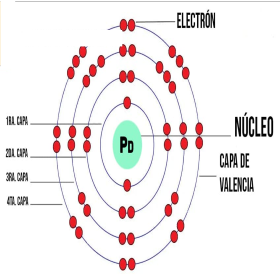 ELECTRÓN
1RA. CAPA
PD
NÚCLEO
2DA. CAPA
CAPA DE
VALENCIA
3RA. CAPA
4TA. CAPA